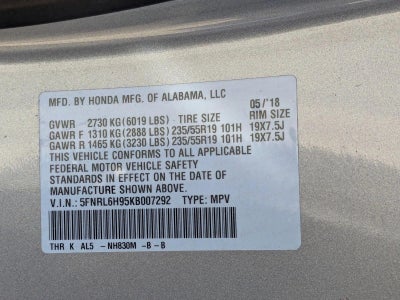 MFD. BY HONDA MFG. OF ALABAMA, LLC
05/'18
GVWR 2730 KG(6019 LBS) TIRE SIZE RIM SIZE
GAWR F 1310 KG(2888 LBS) 235/55R19 101H 19X7.5J
GAWR R 1465 KG(3230 LBS) 235/55R19 101H 19X7.5J
THIS VEHICLE CONFORMS TO ALL APPLICABLE
FEDERAL MOTOR VEHICLE SAFETY
STANDARDS IN EFFECT ON THE DATE OF
MANUFACTURE SHOWN ABOVE.
V.I.N.: 5FNRL6H95KB007292 TYPE: MPV
THR K AL5 -NH830M -B -B